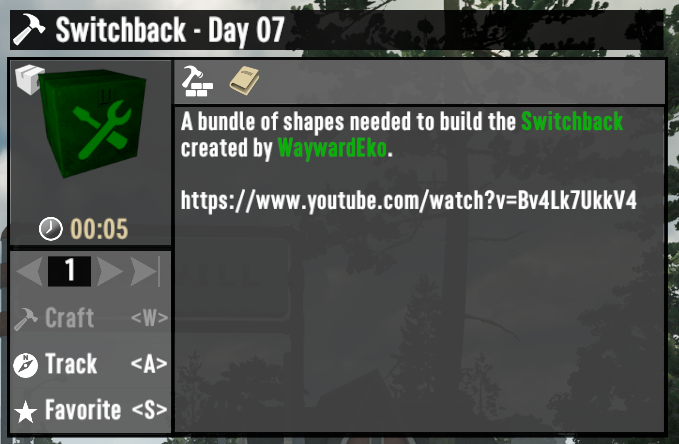 Switchback - Day 07
A bundle of shapes needed to build the Switchback
created by WaywardEko.
https://www.youtube.com/watch?v=Bv4Lk7UkkV4
00:05
1
Craft <W>
Track <A>
Favorite <S>